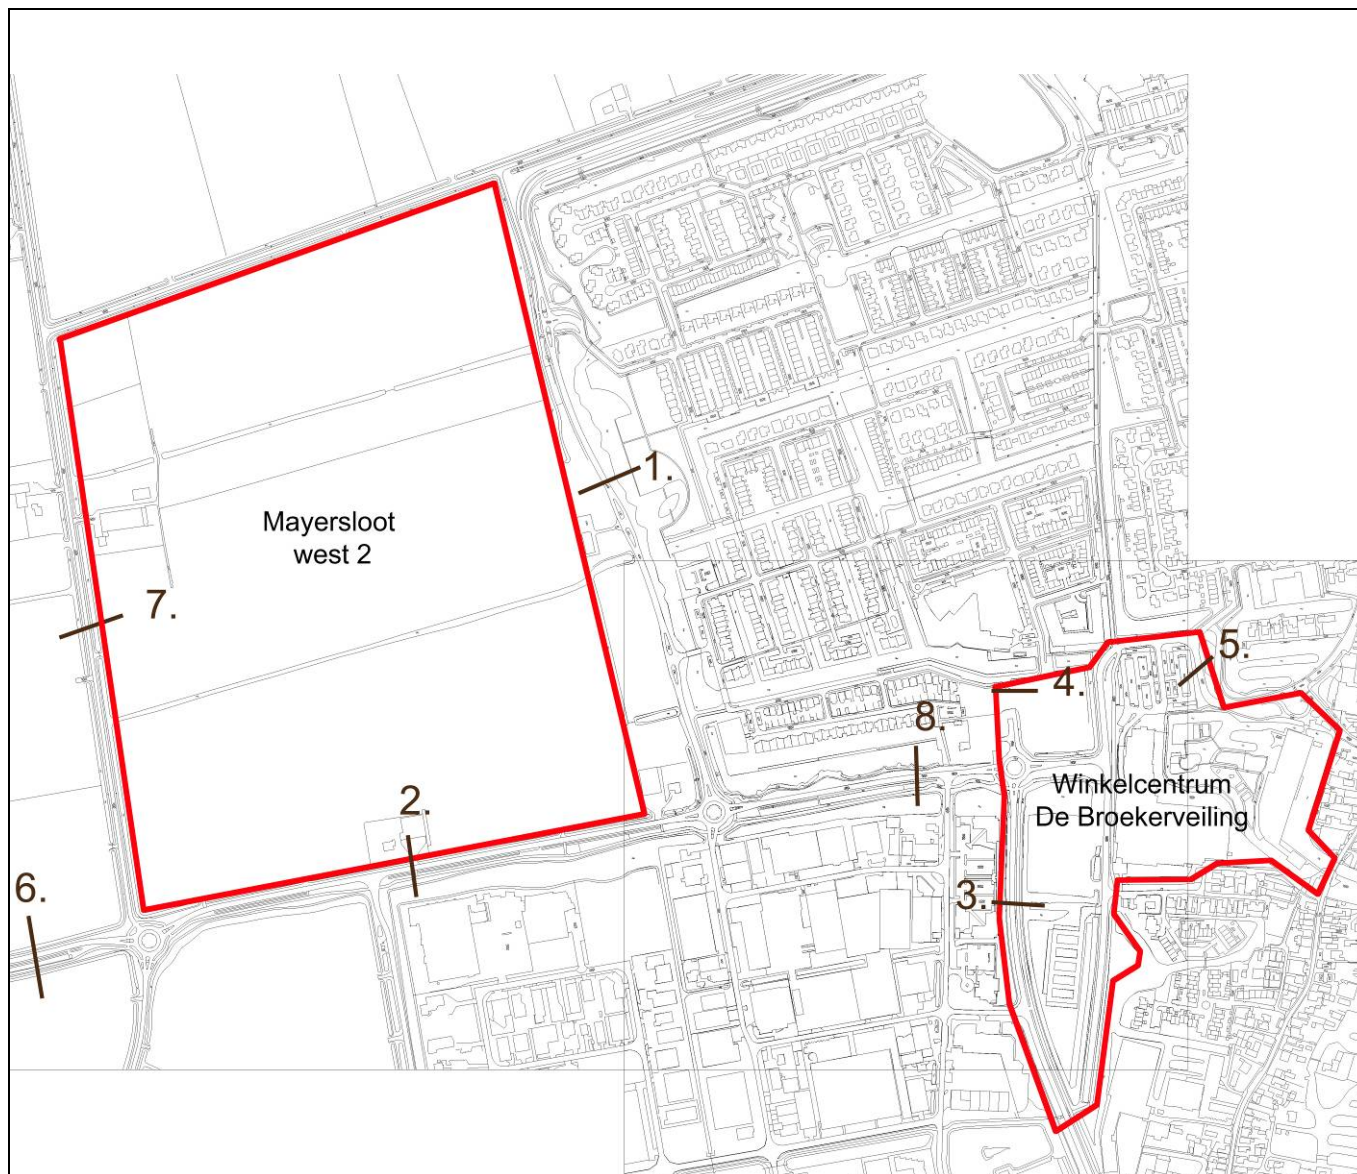 1.
Mayersloot
west 2
7.
5.
4.
8.
Winkelcentrum
De Broekerveiling
2.
3.
6.